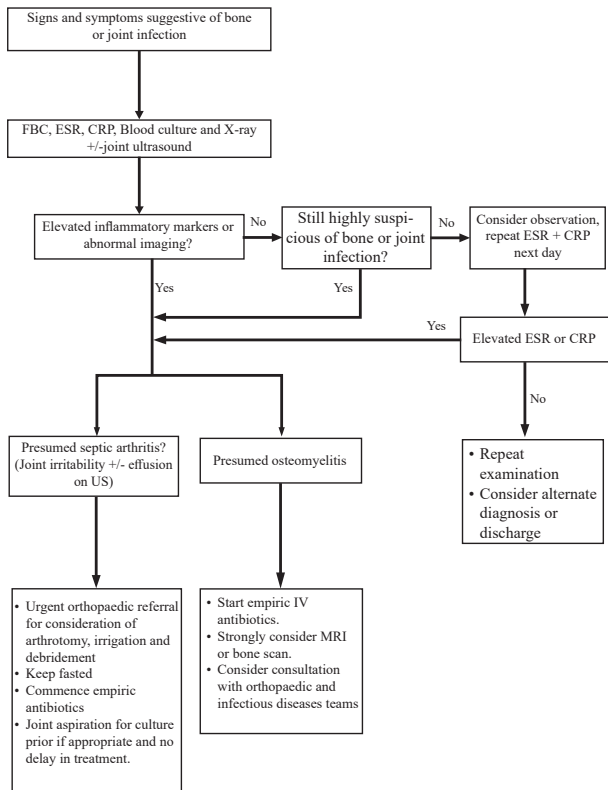 Signs and symptoms suggestive of bone
or joint infection
FBC, ESR, CRP, Blood culture and X-ray
+/-joint ultrasound
Elevated inflammatory markers or
abnormal imaging?
No
Still highly suspi-
cious of bone or joint
infection?
No
Consider observation,
repeat ESR + CRP
next day
Yes
Yes
Yes
Elevated ESR or CRP
No
Presumed septic arthritis?
(Joint irritability +/- effusion
on US)
Presumed osteomyelitis
• Repeat
examination
• Consider alternate
diagnosis or
discharge
• Urgent orthopaedic referral
for consideration of
arthrotomy, irrigation and
debridement
• Keep fasted
• Commence empiric
antibiotics
• Joint aspiration for culture
prior if appropriate and no
delay in treatment.
• Start empiric IV
antibiotics.
• Strongly consider MRI
or bone scan.
• Consider consultation
with orthopaedic and
infectious diseases teams